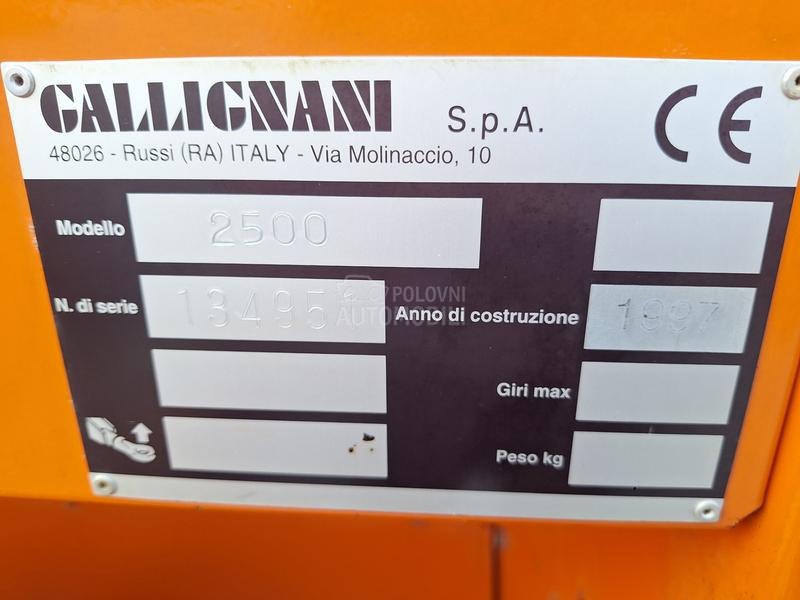 GALLIGNANI S.p.A. CE
48026 - Russi (RA) ITALY - Via Molinaccio, 10
Modello 2500
N. di serie 13495 Anno di costruzione 1997
POLOVNI
AUTOMOBILI
Giri max
Peso kg